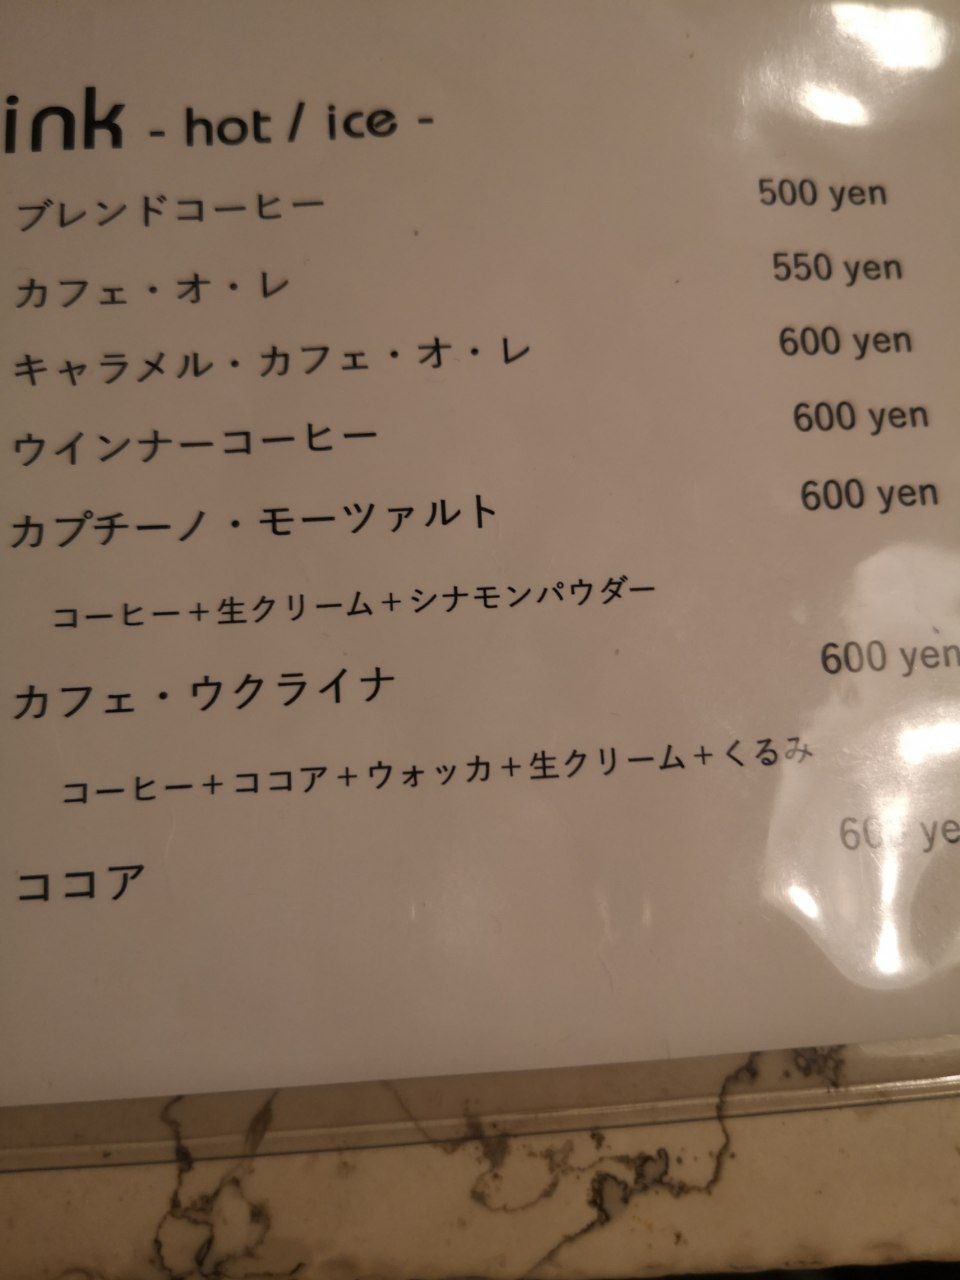 ink - hot / ice -
ブレンドコーヒー 500 yen
カフェ・オ・レ 550 yen
キャラメル・カフェ・オ・レ 600 yen
ウインナーコーヒー 600 yen
カプチーノ・モーツァルト 600 yen
コーヒー＋生クリーム＋シナモンパウダー
カフェ・ウクライナ 600 yen
コーヒー＋ココア＋ウォッカ＋生クリーム＋くるみ
ココア